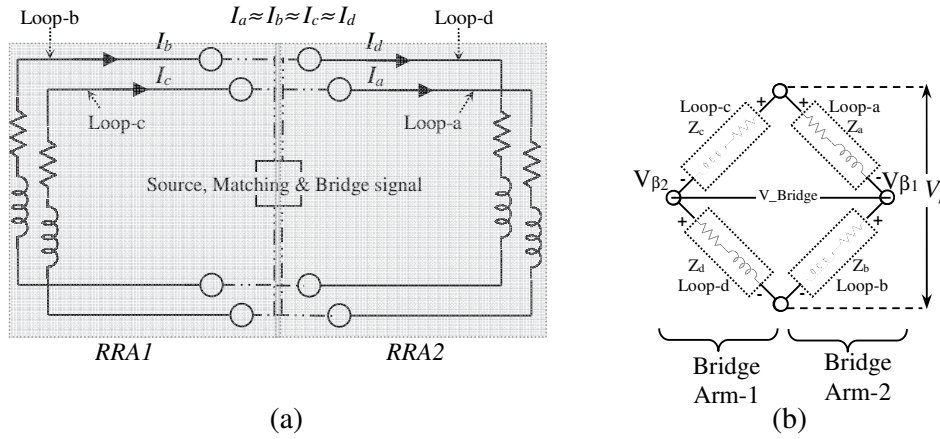 Loop-b
Ia≈Ib≈Ic≈Id
Loop-d
Ib
Id
Ic
Ia
Loop-c
Loop-a
Source, Matching & Bridge signal
RRA1
RRA2
(a)
Loop-c
Zc
+
+
Loop-a
Za
-
-
Vβ2
V_Bridge
Vβ1
+
+
Zd
Loop-d
Zb
Loop-b
-
-
Bridge
Arm-1
Bridge
Arm-2
(b)